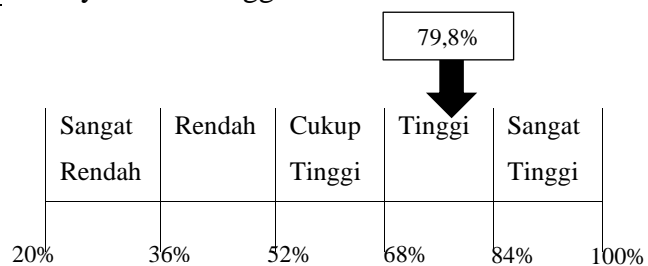 79,8%
Sangat Rendah Cukup Tinggi Sangat
Rendah Tinggi Tinggi
20% 36% 52% 68% 84% 100%